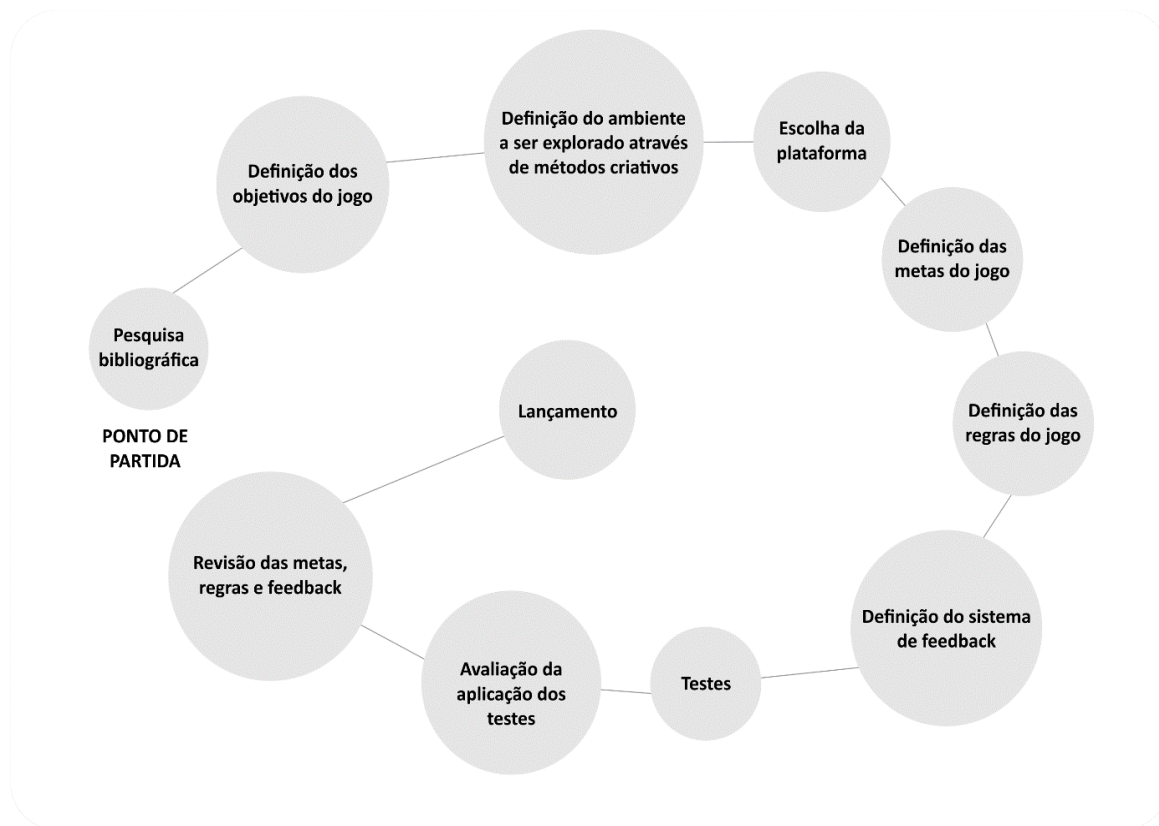 Pesquisa
bibliográfica
PONTO DE
PARTIDA
Definição dos
objetivos do jogo
Definição do ambiente
a ser explorado através
de métodos criativos
Escolha da
plataforma
Definição das
metas do jogo
Definição das
regras do jogo
Definição do sistema
de feedback
Testes
Avaliação da
aplicação dos
testes
Revisão das metas,
regras e feedback
Lançamento